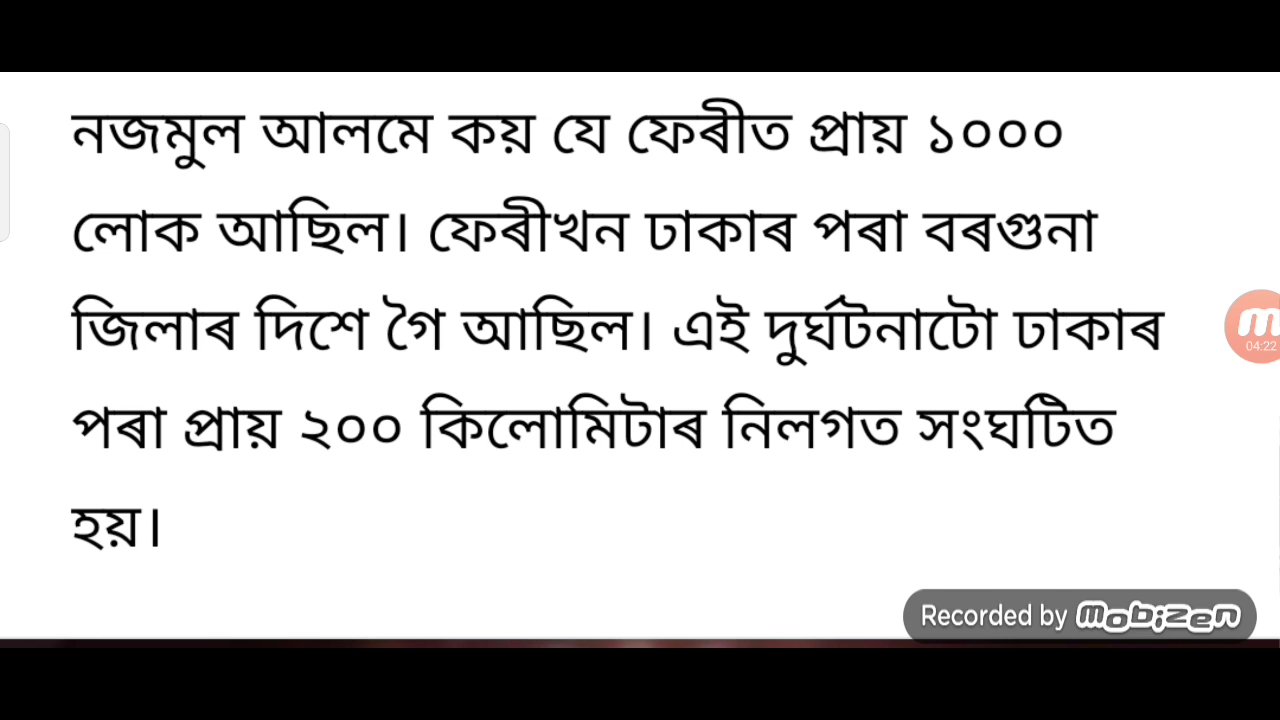 নজমুল আলমে কয় যে ফেৰীত প্ৰায় ১০০০
লোক আছিল। ফেৰীখন ঢাকাৰ পৰা বৰগুনা
জিলাৰ দিশে গৈ আছিল। এই দুৰ্ঘটনাটো ঢাকাৰ
পৰা প্ৰায় ২০০ কিলোমিটাৰ নিলগত সংঘটিত
হয়।
04:22
Recorded by Mobizen